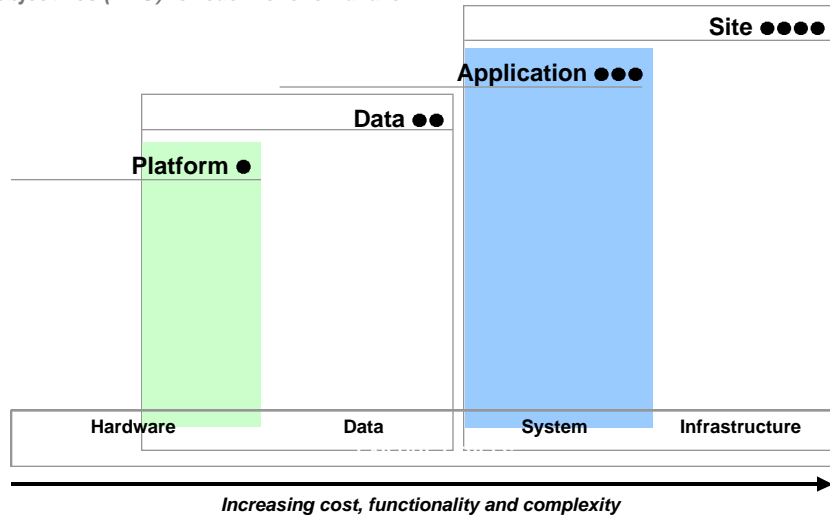 Site ●●●●
Application ●●●
Data ●●
Platform ●
Hardware Data System Infrastructure
Increasing cost, functionality and complexity